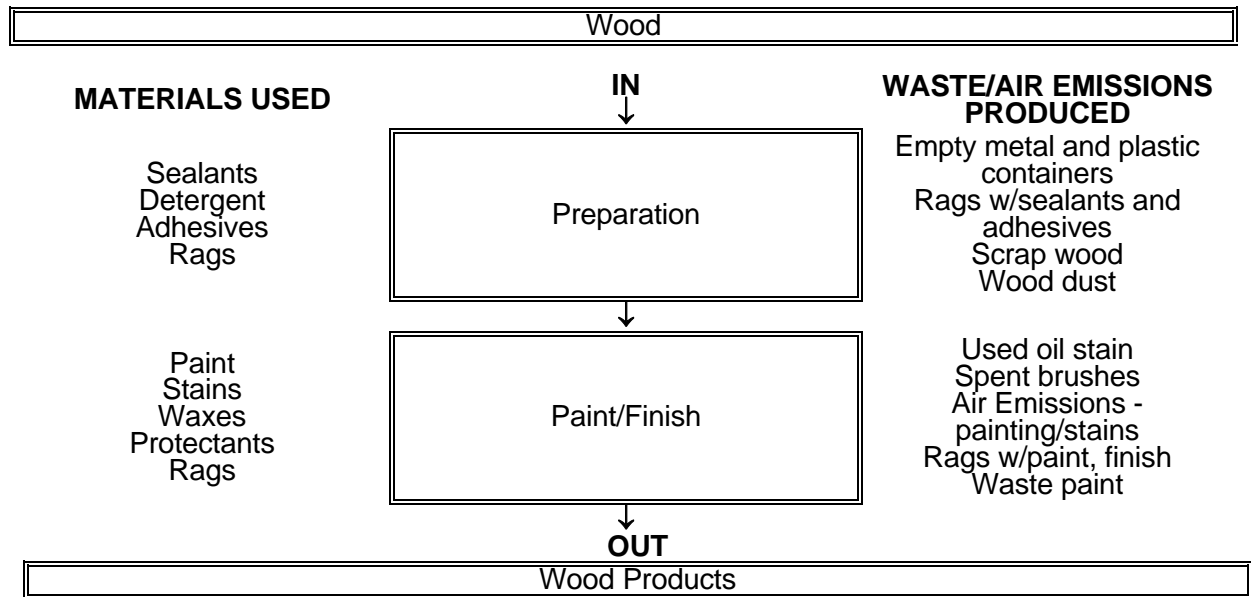 Wood
MATERIALS USED
IN
WASTE/AIR EMISSIONS
PRODUCED
Sealants
Detergent
Adhesives
Rags
Preparation
Empty metal and plastic
containers
Rags w/sealants and
adhesives
Scrap wood
Wood dust
Paint
Stains
Waxes
Protectants
Rags
Paint/Finish
Used oil stain
Spent brushes
Air Emissions -
painting/stains
Rags w/paint, finish
Waste paint
OUT
Wood Products